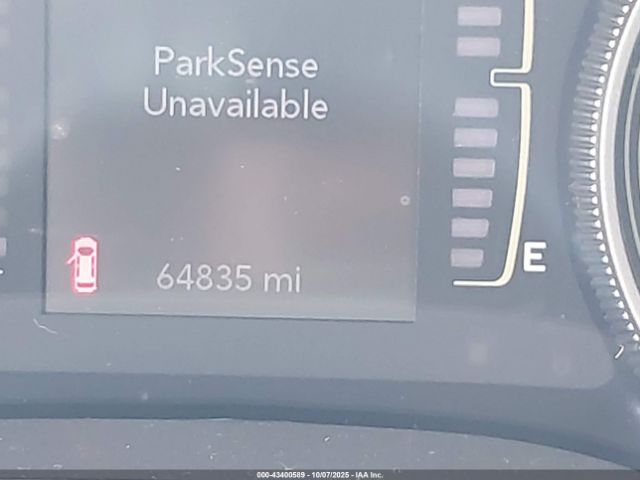 ParkSense
Unavailable
E
64835 mi
000-43400589 - 10/07/2025 - IAA Inc.